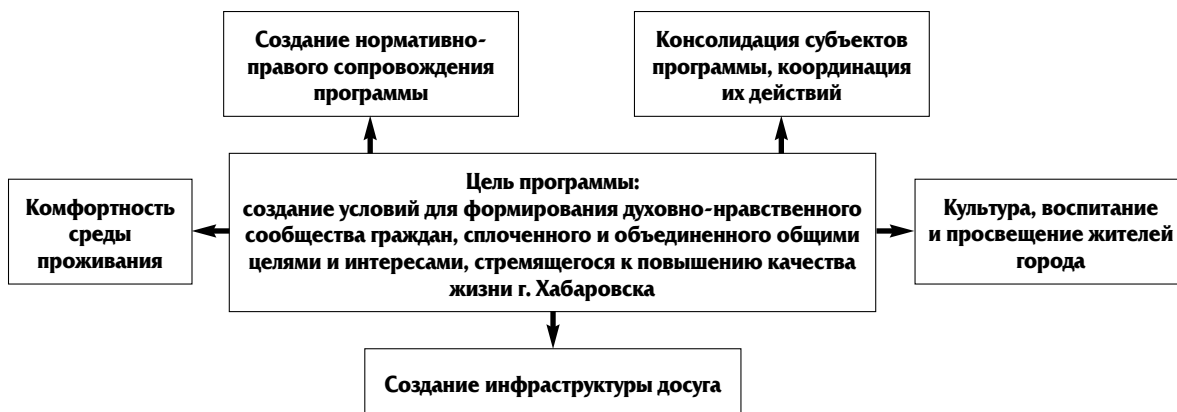 Создание нормативно-
правого сопровождения
программы
Консолидация субъектов
программы, координация
их действий
Комфортность
среды
проживания
Цель программы:
создание условий для формирования духовно-нравственного
сообщества граждан, сплоченного и объединенного общими
целями и интересами, стремящегося к повышению качества
жизни г. Хабаровска
Культура, воспитание
и просвещение жителей
города
Создание инфраструктуры досуга